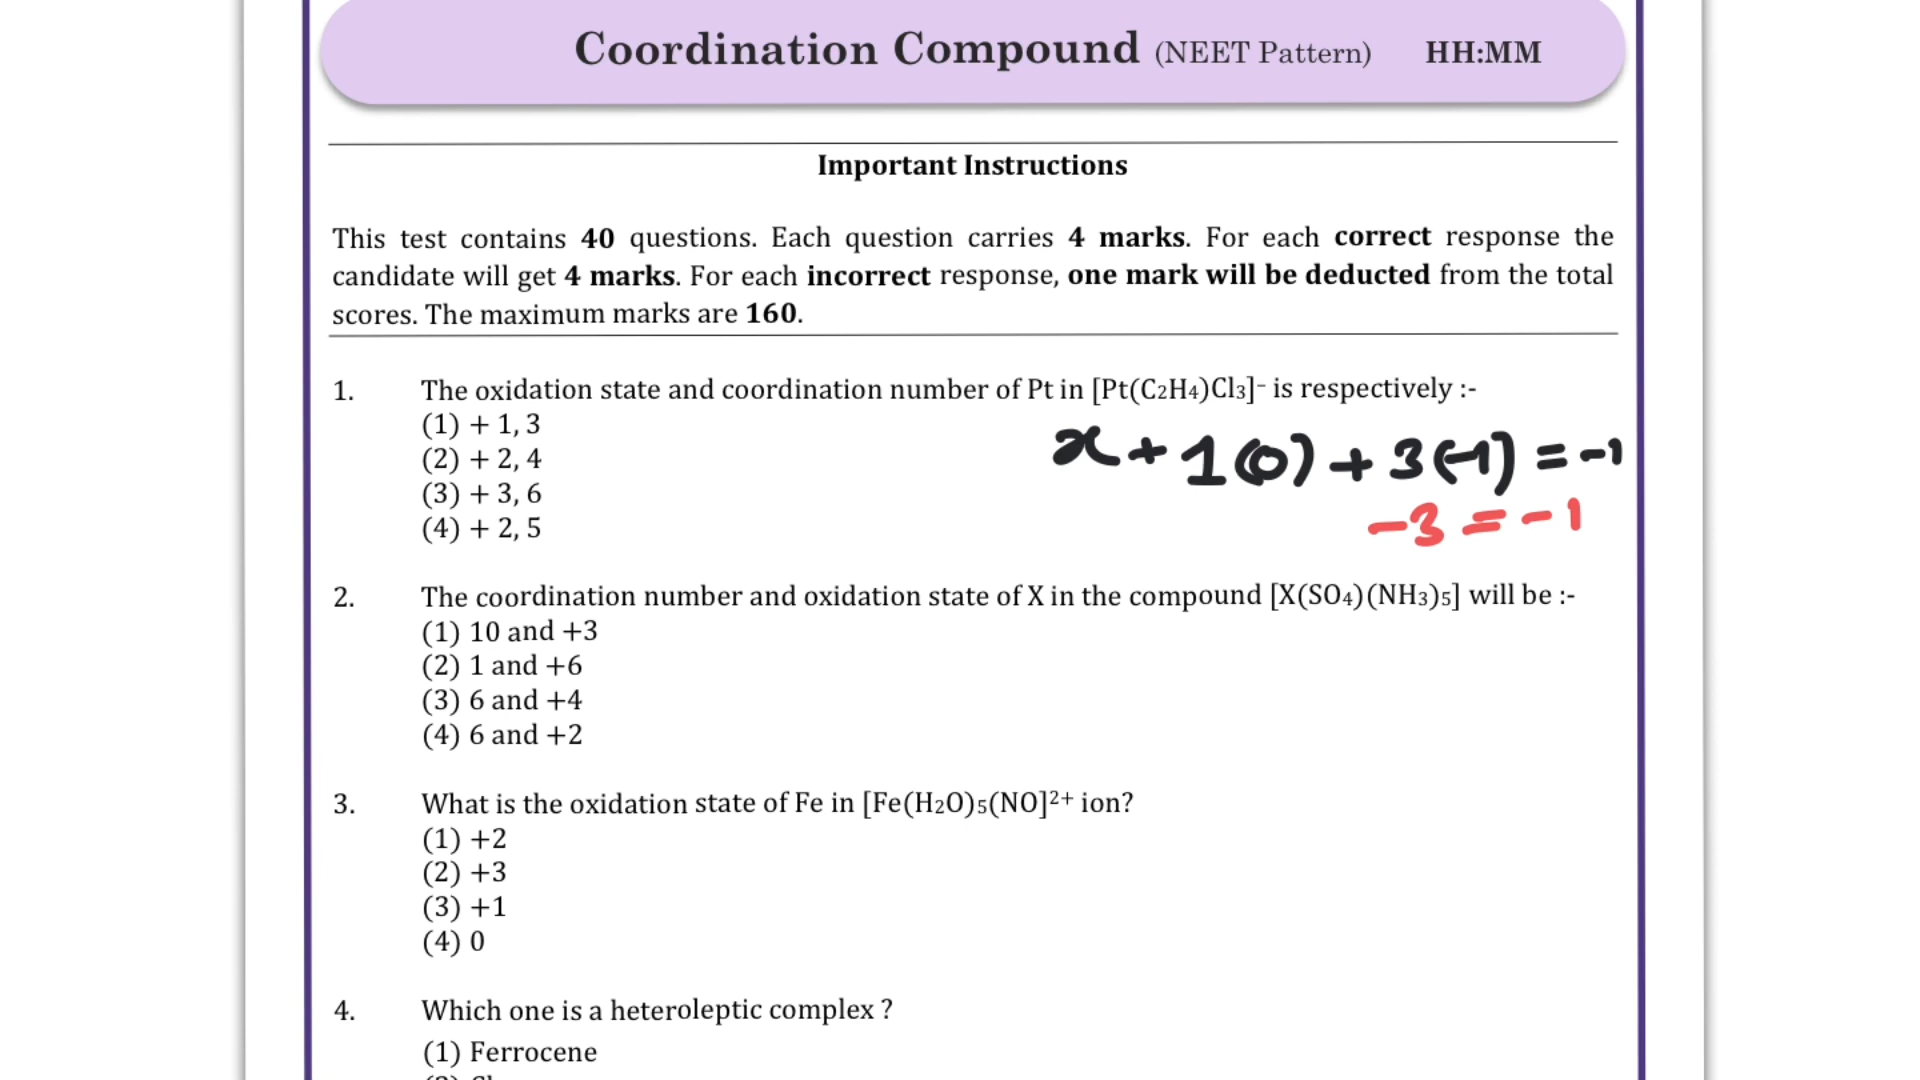 Coordination Compound (NEET Pattern) HH:MM
Important Instructions
This test contains 40 questions. Each question carries 4 marks. For each correct response the
candidate will get 4 marks. For each incorrect response, one mark will be deducted from the total
scores. The maximum marks are 160.
1. The oxidation state and coordination number of Pt in [Pt(C2H4)Cl3]⁻ is respectively :-
(1) + 1, 3
(2) + 2, 4
(3) + 3, 6
(4) + 2, 5
x + 1(0) + 3(-1) = -1
-3 = -1
2. The coordination number and oxidation state of X in the compound [X(SO4)(NH3)5] will be :-
(1) 10 and +3
(2) 1 and +6
(3) 6 and +4
(4) 6 and +2
3. What is the oxidation state of Fe in [Fe(H2O)5(NO]²⁺ ion?
(1) +2
(2) +3
(3) +1
(4) 0
4. Which one is a heteroleptic complex ?
(1) Ferrocene